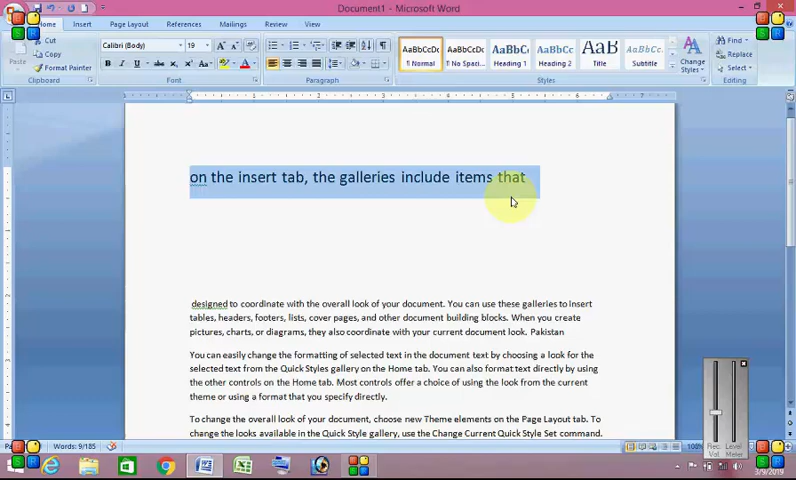 Document1 - Microsoft Word
Home Insert Page Layout References Mailings Review View
Cut
Copy
Format Painter
Paste
Clipboard
Calibri (Body) 19
Font
Paragraph
AaBbCcDc AaBbCcDc AaBbCc AaBbCc AaB AaBbCc.
¶ Normal ¶ No Spaci... Heading 1 Heading 2 Title Subtitle
Change Styles
Styles
Find
Replace
Select
Editing
on the insert tab, the galleries include items that
designed to coordinate with the overall look of your document. You can use these galleries to insert
tables, headers, footers, lists, cover pages, and other document building blocks. When you create
pictures, charts, or diagrams, they also coordinate with your current document look. Pakistan
You can easily change the formatting of selected text in the document text by choosing a look for the
selected text from the Quick Styles gallery on the Home tab. You can also format text directly by using
the other controls on the Home tab. Most controls offer a choice of using the look from the current
theme or using a format that you specify directly.
To change the overall look of your document, choose new Theme elements on the Page Layout tab. To
change the looks available in the Quick Style gallery, use the Change Current Quick Style Set command.
Rec. Level
Vol Meter
Words: 9/185
3/9/2019